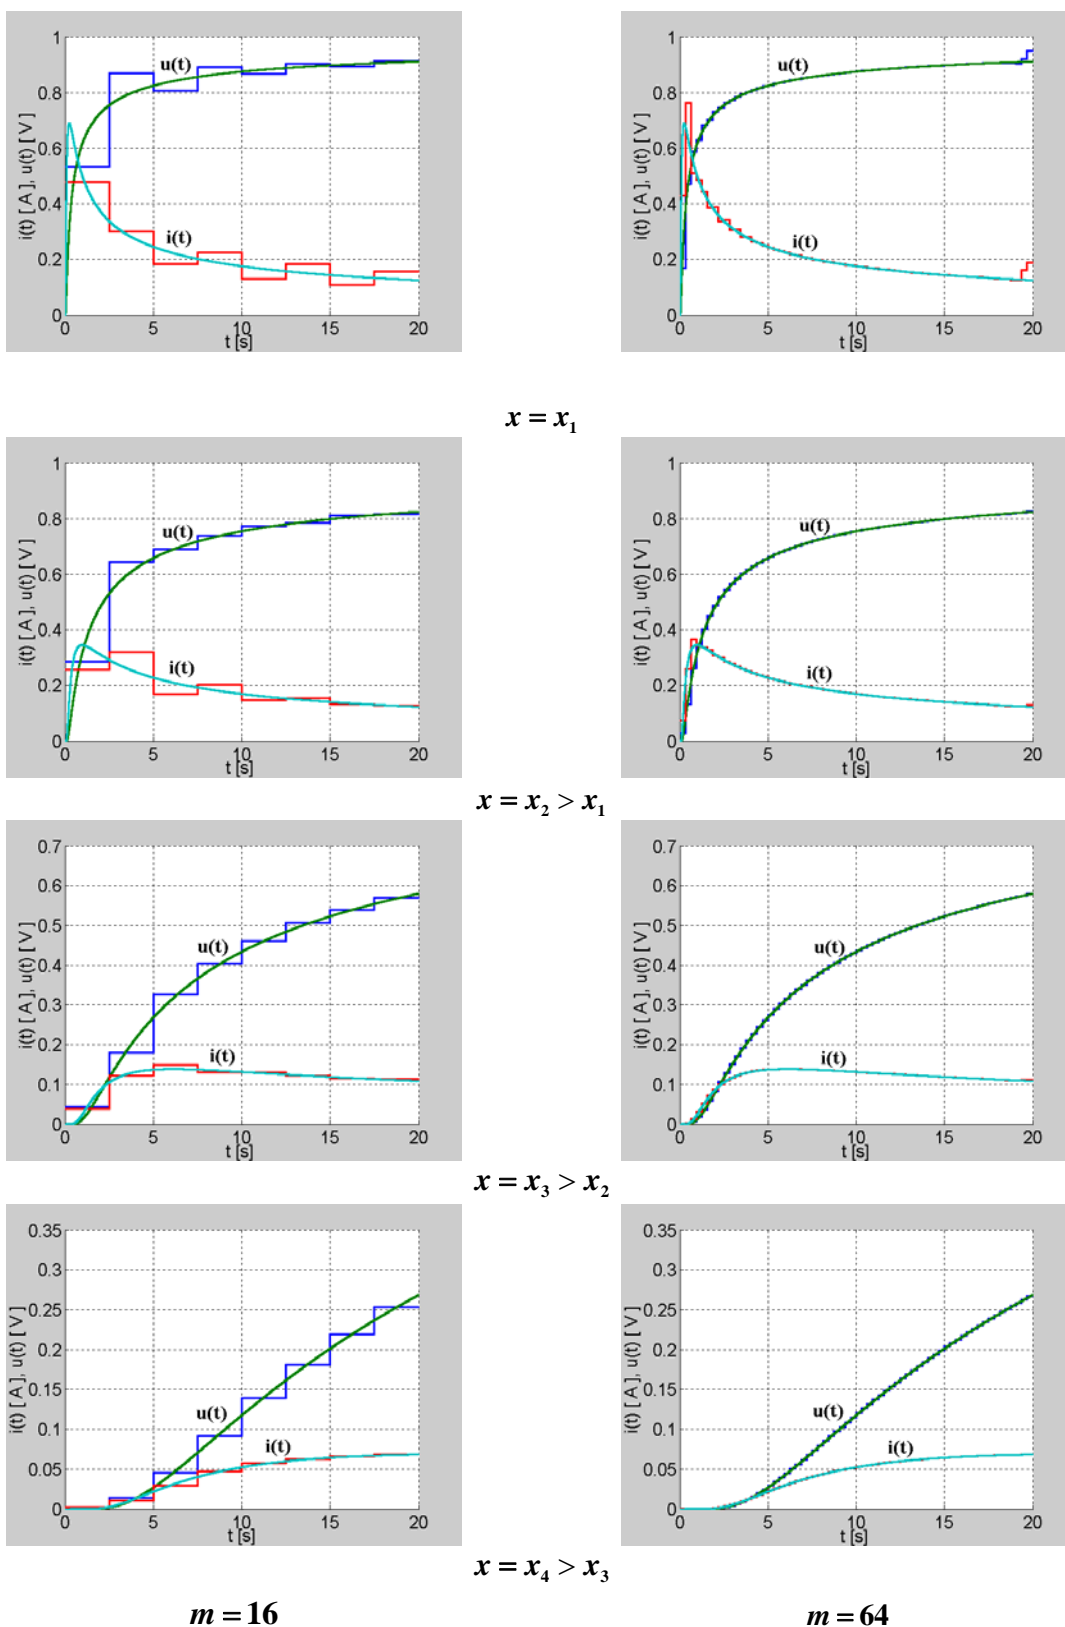 i(t) [ A ], u(t) [ V ]
1
0.8
0.6
0.4
0.2
0
u(t)
i(t)
0 5 10 15 20
t [s]
i(t) [ A ], u(t) [ V ]
1
0.8
0.6
0.4
0.2
0
u(t)
i(t)
0 5 10 15 20
t [s]
x = x₁
i(t) [ A ], u(t) [ V ]
1
0.8
0.6
0.4
0.2
0
u(t)
i(t)
0 5 10 15 20
t [s]
i(t) [ A ], u(t) [ V ]
1
0.8
0.6
0.4
0.2
0
u(t)
i(t)
0 5 10 15 20
t [s]
x = x₂ > x₁
i(t) [ A ], u(t) [ V ]
0.7
0.6
0.5
0.4
0.3
0.2
0.1
0
u(t)
i(t)
0 5 10 15 20
t [s]
i(t) [ A ], u(t) [ V ]
0.7
0.6
0.5
0.4
0.3
0.2
0.1
0
u(t)
i(t)
0 5 10 15 20
t [s]
x = x₃ > x₂
i(t) [ A ], u(t) [ V ]
0.35
0.3
0.25
0.2
0.15
0.1
0.05
0
u(t)
i(t)
0 5 10 15 20
t [s]
i(t) [ A ], u(t) [ V ]
0.35
0.3
0.25
0.2
0.15
0.1
0.05
0
u(t)
i(t)
0 5 10 15 20
t [s]
x = x₄ > x₃
m = 16
m = 64